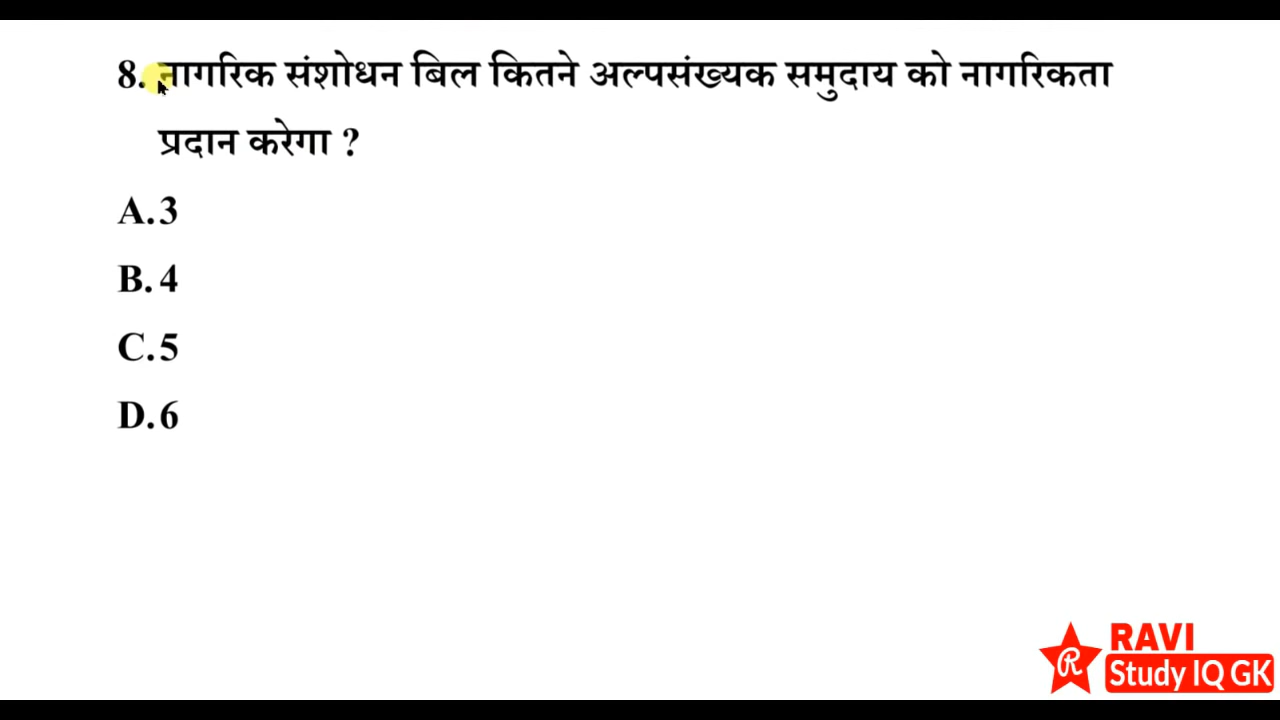 8. नागरिक संशोधन बिल कितने अल्पसंख्यक समुदाय को नागरिकता
प्रदान करेगा ?
A. 3
B. 4
C. 5
D. 6
RAVI
R
Study IQ GK